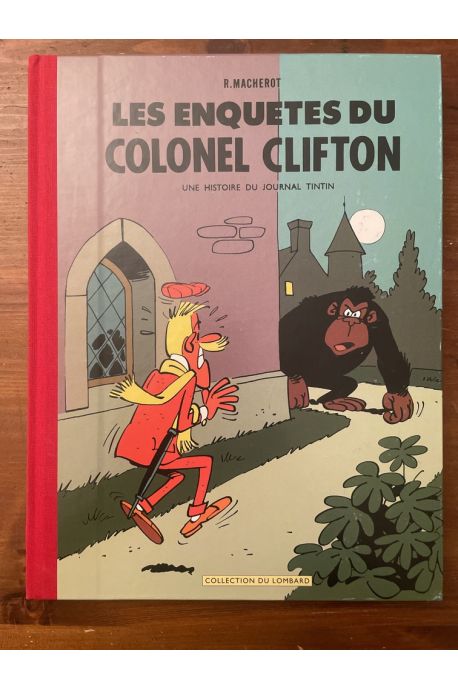 R. MACHEROT
LES ENQUETES DU
COLONEL CLIFTON
UNE HISTOIRE DU JOURNAL TINTIN
COLLECTION DU LOMBARD